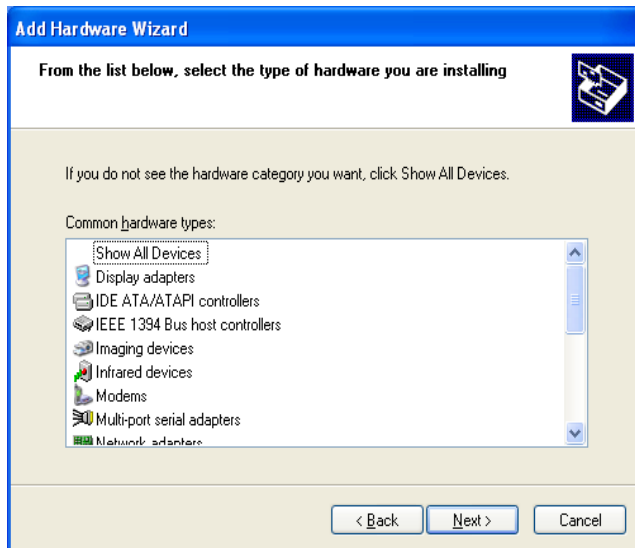 Add Hardware Wizard
From the list below, select the type of hardware you are installing
If you do not see the hardware category you want, click Show All Devices.
Common hardware types:
Show All Devices
Display adapters
IDE ATA/ATAPI controllers
IEEE 1394 Bus host controllers
Imaging devices
Infrared devices
Modems
Multi-port serial adapters
Network adapters
< Back Next > Cancel